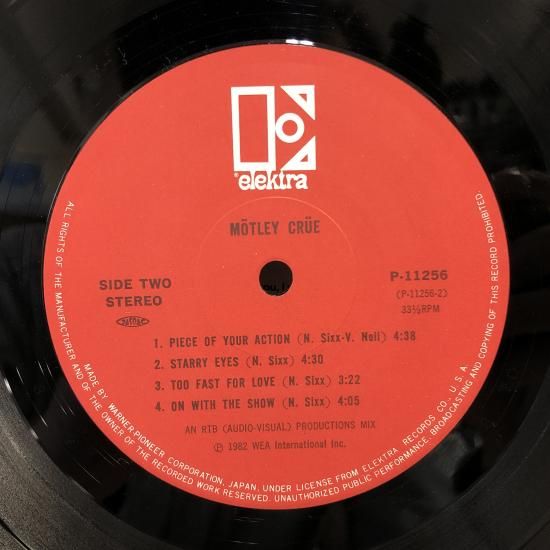 elektra
MÖTLEY CRÜE
SIDE TWO
STEREO
P-11256
(P-11256-2)
33⅓RPM
1. PIECE OF YOUR ACTION (N. Sixx-V. Neil) 4:38
2. STARRY EYES (N. Sixx) 4:30
3. TOO FAST FOR LOVE (N. Sixx) 3:22
4. ON WITH THE SHOW (N. Sixx) 4:05
AN RTB (AUDIO-VISUAL) PRODUCTIONS MIX
℗ 1982 WEA International Inc.
ALL RIGHTS OF THE MANUFACTURER AND OF THE OWNER OF THE RECORDED WORK RESERVED. UNAUTHORIZED PUBLIC PERFORMANCE, BROADCASTING AND COPYING OF THIS RECORD PROHIBITED.
MADE BY WARNER-PIONEER CORPORATION, JAPAN, UNDER LICENSE FROM ELEKTRA RECORDS CO., U.S.A.